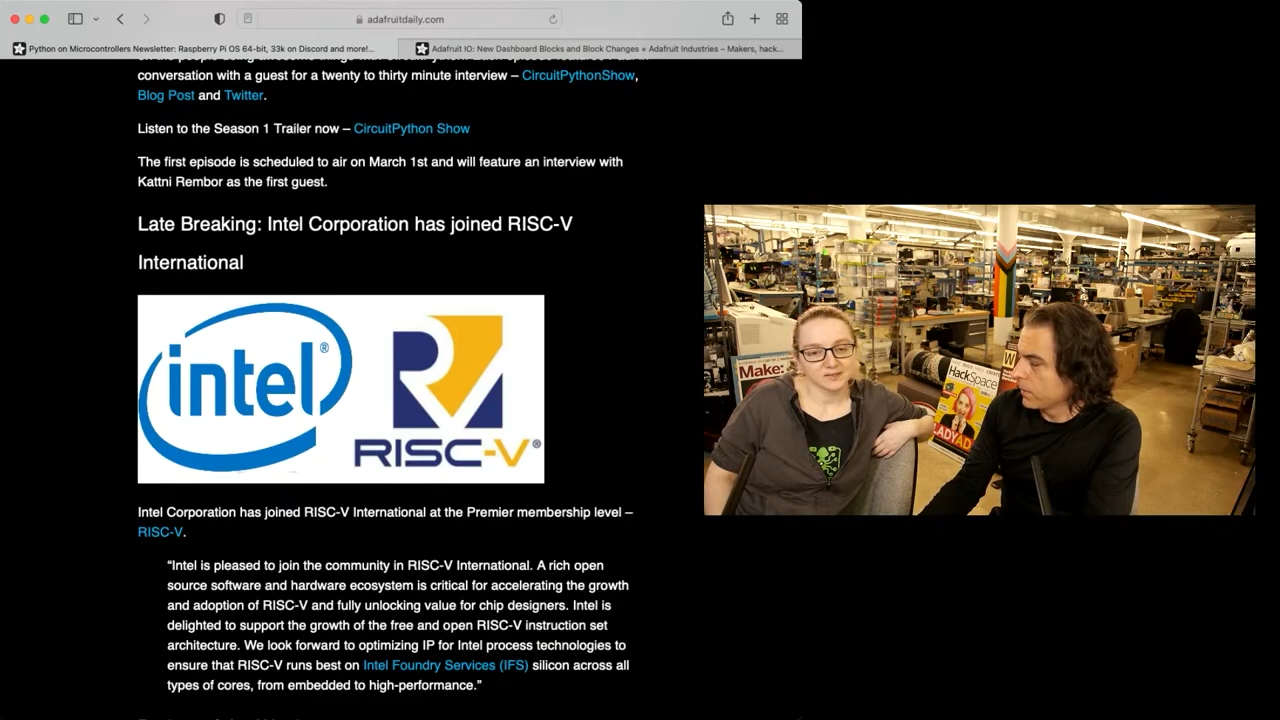 adafruitdaily.com
Python on Microcontrollers Newsletter: Raspberry Pi OS 64-bit, 33k on Discord and more!...
Adafruit IO: New Dashboard Blocks and Block Changes « Adafruit Industries – Makers, hack...
conversation with a guest for a twenty to thirty minute interview – CircuitPythonShow,
Blog Post and Twitter.
Listen to the Season 1 Trailer now – CircuitPython Show
The first episode is scheduled to air on March 1st and will feature an interview with
Kattni Rembor as the first guest.
Late Breaking: Intel Corporation has joined RISC-V
International
intel®
RISC-V®
Intel Corporation has joined RISC-V International at the Premier membership level –
RISC-V.
“Intel is pleased to join the community in RISC-V International. A rich open
source software and hardware ecosystem is critical for accelerating the growth
and adoption of RISC-V and fully unlocking value for chip designers. Intel is
delighted to support the growth of the free and open RISC-V instruction set
architecture. We look forward to optimizing IP for Intel process technologies to
ensure that RISC-V runs best on Intel Foundry Services (IFS) silicon across all
types of cores, from embedded to high-performance.”
Make:
HackSpace
LADYADA
W